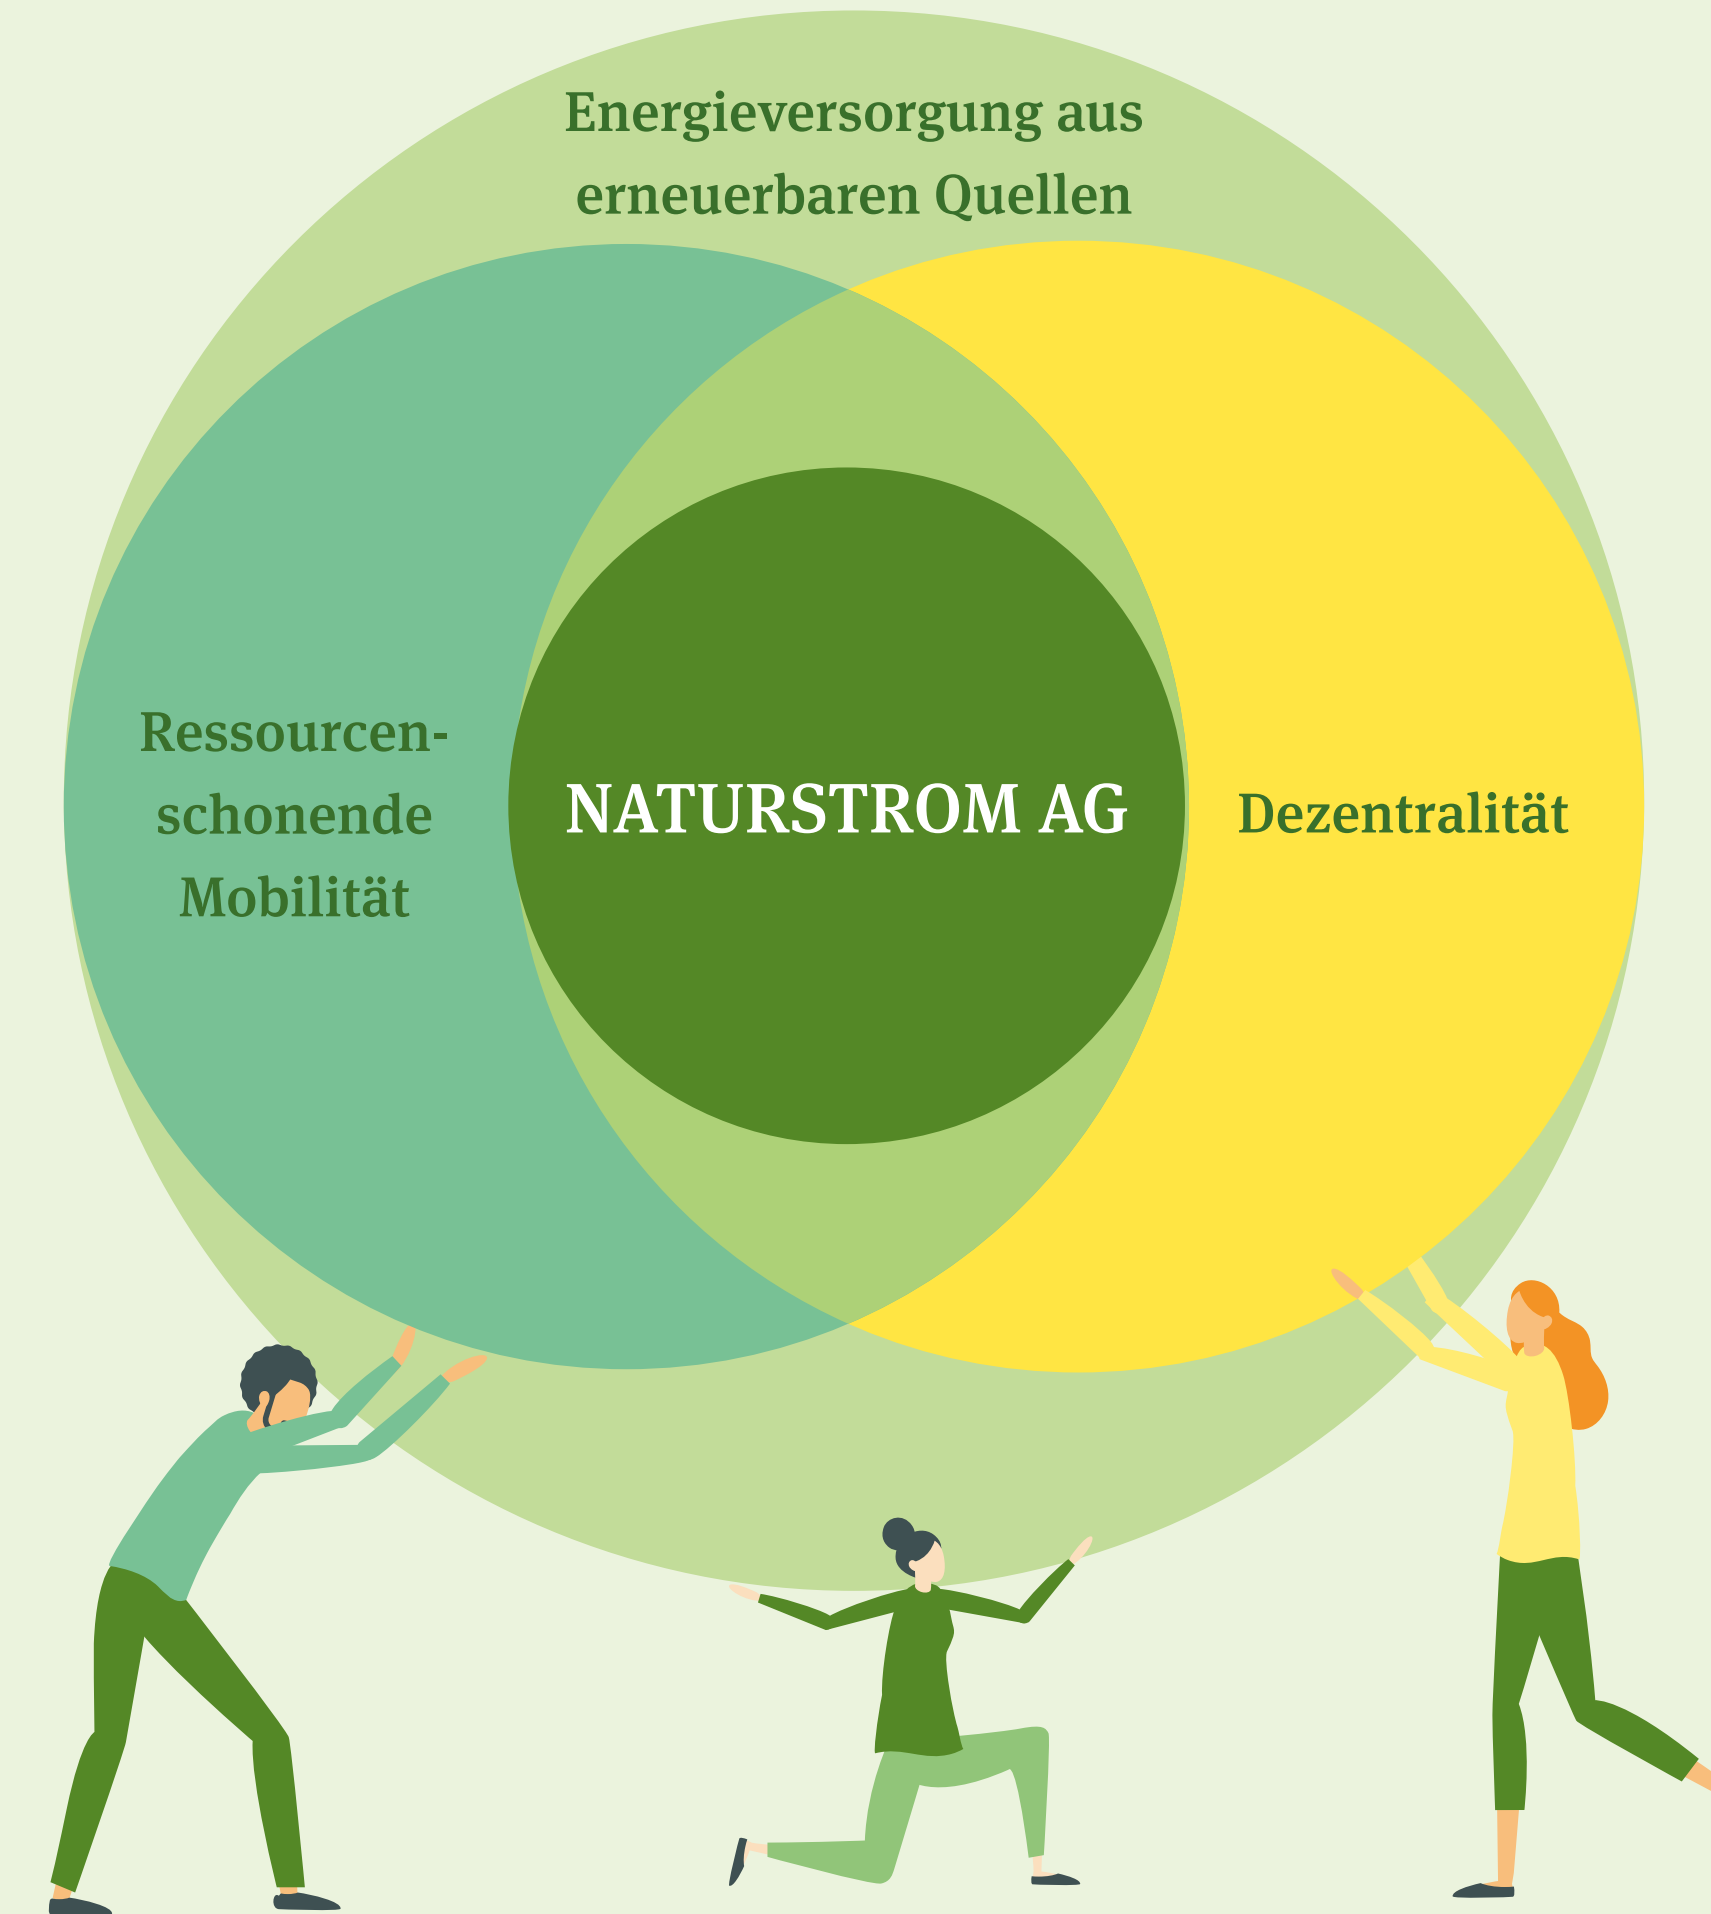 Energieversorgung aus
erneuerbaren Quellen
Ressourcen-
schonende
Mobilität
NATURSTROM AG
Dezentralität